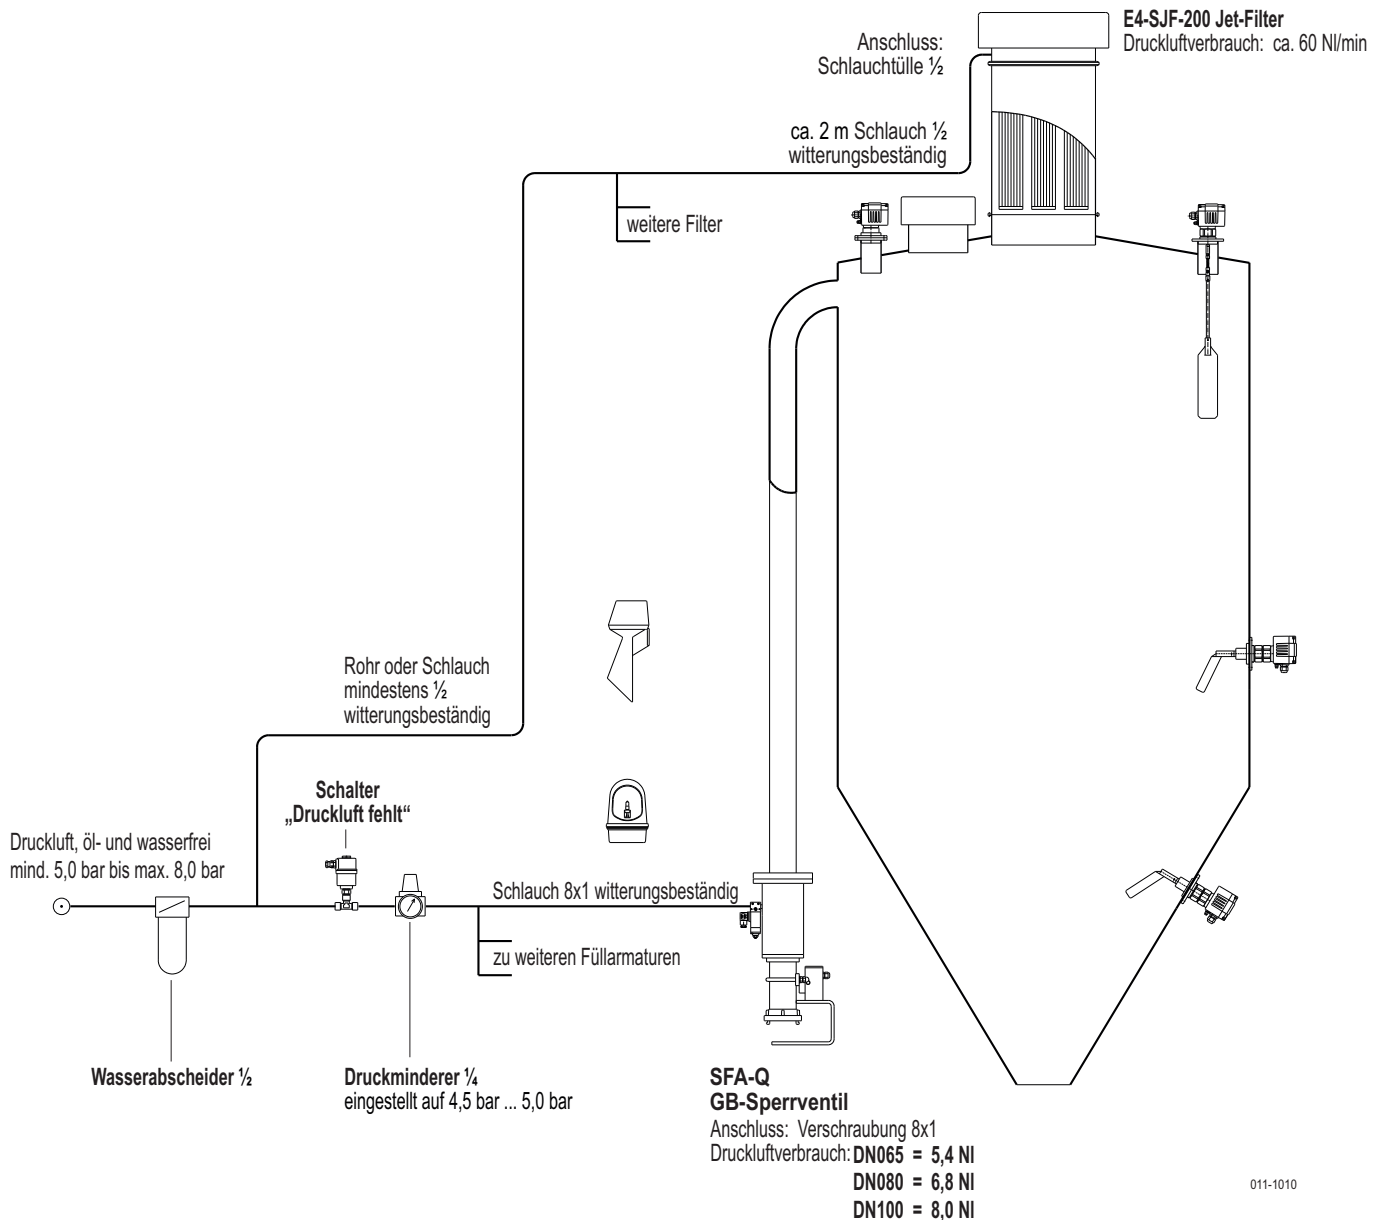 E4-SJF-200 Jet-Filter
Druckluftverbrauch: ca. 60 Nl/min
Anschluss:
Schlauchtülle ½
ca. 2 m Schlauch ½
witterungsbeständig
weitere Filter
Rohr oder Schlauch
mindestens ½
witterungsbeständig
Schalter
„Druckluft fehlt“
Druckluft, öl- und wasserfrei
mind. 5,0 bar bis max. 8,0 bar
Schlauch 8x1 witterungsbeständig
zu weiteren Füllarmaturen
Wasserabscheider ½
Druckminderer ¼
eingestellt auf 4,5 bar ... 5,0 bar
SFA-Q
GB-Sperrventil
Anschluss: Verschraubung 8x1
Druckluftverbrauch: DN065 = 5,4 Nl
DN080 = 6,8 Nl
DN100 = 8,0 Nl
011-1010